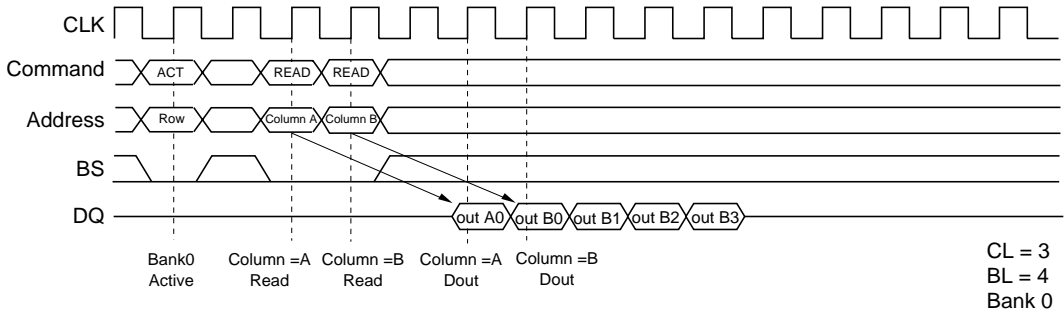 CLK
Command
ACT
READ
READ
Address
Row
Column A
Column B
BS
DQ
out A0
out B0
out B1
out B2
out B3
Bank0
Active
Column =A
Read
Column =B
Read
Column =A
Dout
Column =B
Dout
CL = 3
BL = 4
Bank 0